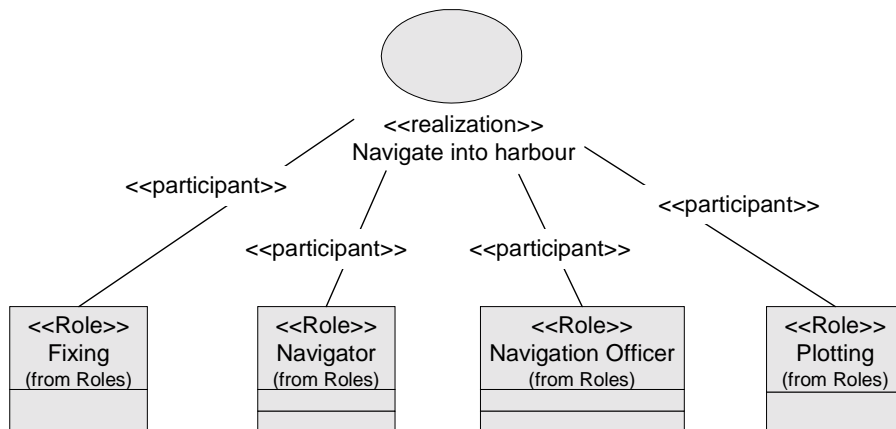 <<realization>>
Navigate into harbour
<<participant>>
<<participant>>
<<participant>>
<<participant>>
<<Role>>
Fixing
(from Roles)
<<Role>>
Navigator
(from Roles)
<<Role>>
Navigation Officer
(from Roles)
<<Role>>
Plotting
(from Roles)